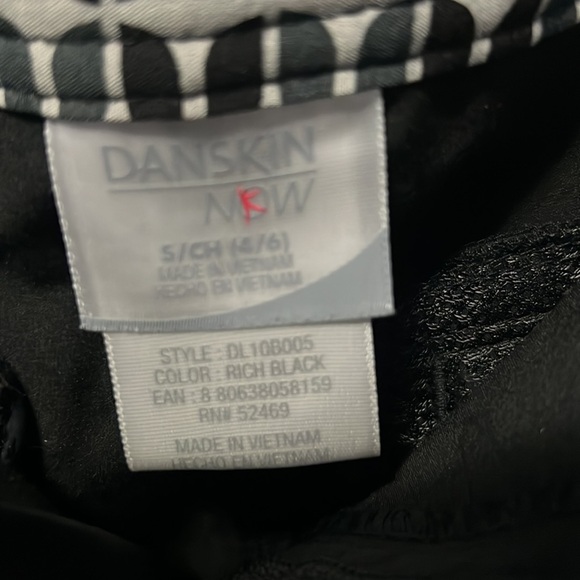 DANSKIN
NOW
K
S/CH (4/6)
MADE IN VIETNAM
HECHO EN VIETNAM
STYLE : DL10B005
COLOR : RICH BLACK
EAN : 8 80638058159
RN# 52469
MADE IN VIETNAM
HECHO EN VIETNAM